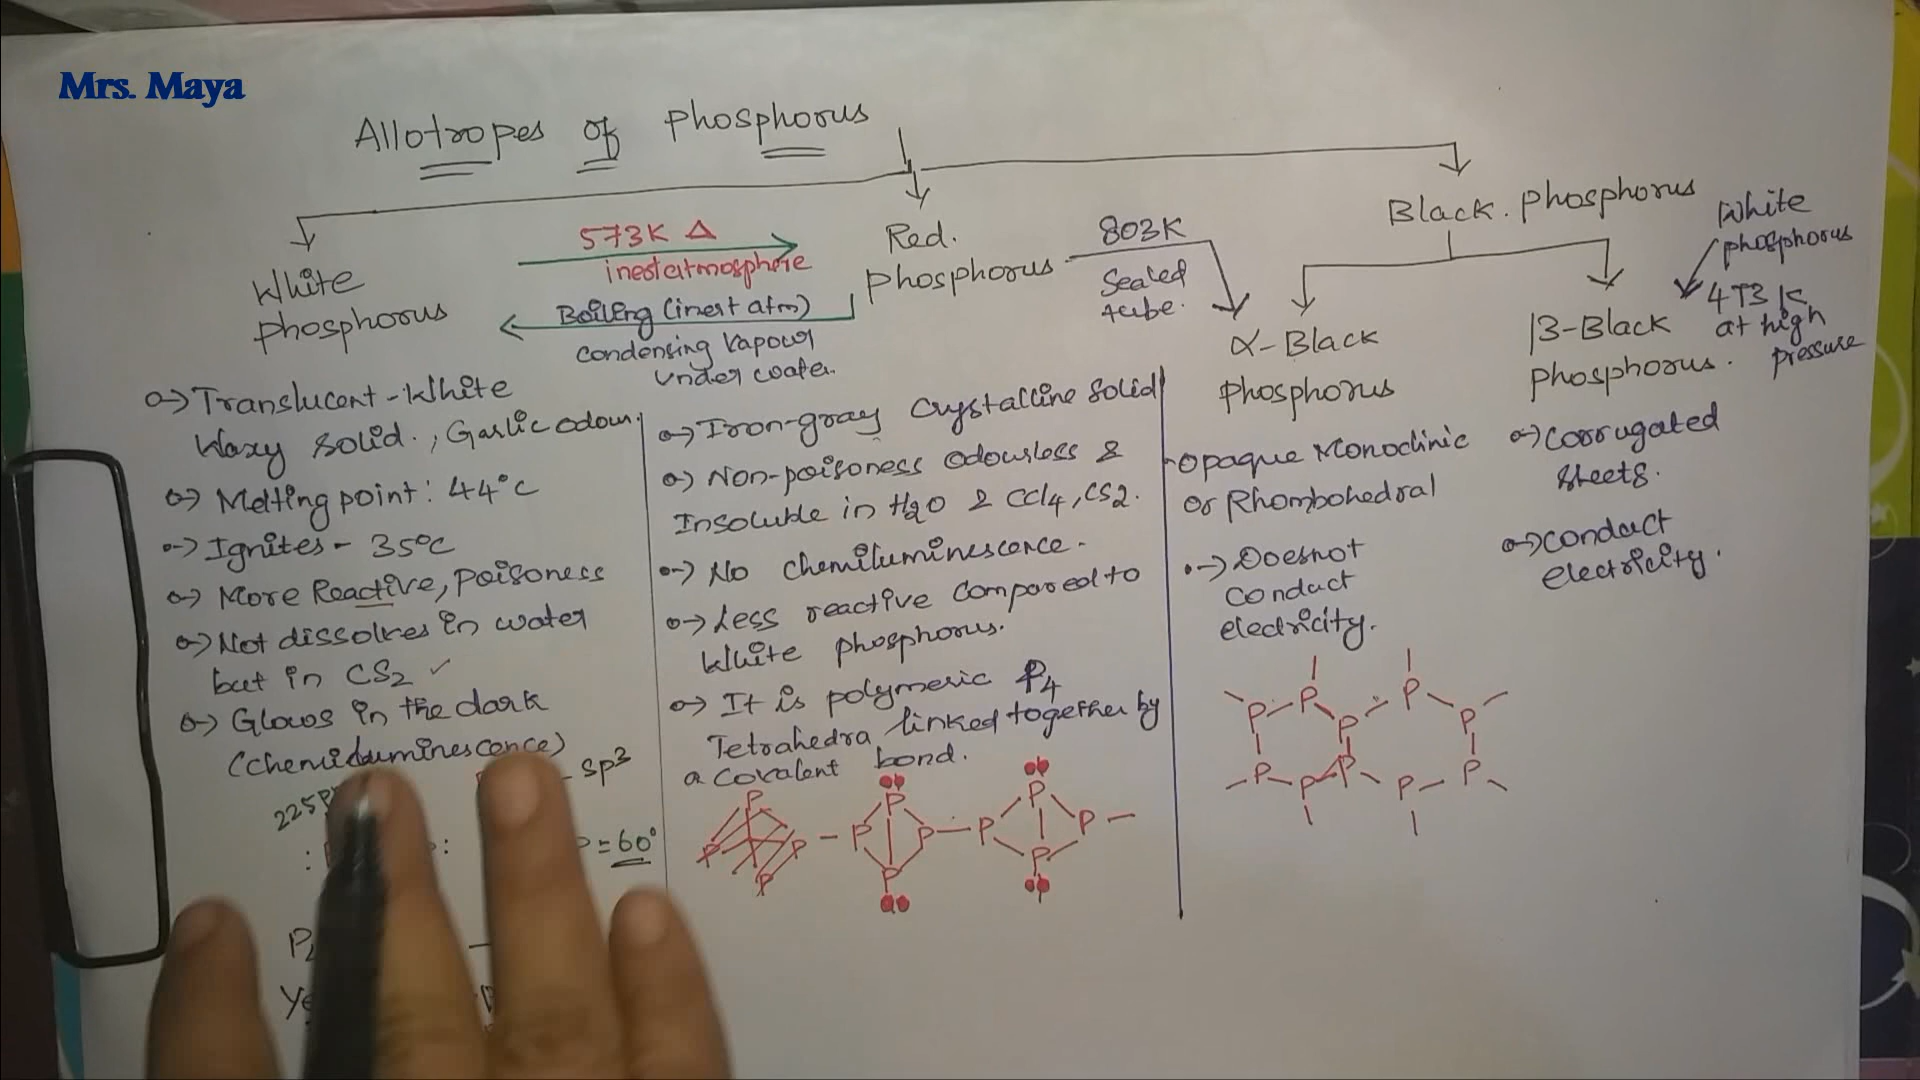 Mrs. Maya
Allotropes of phosphorus
White
phosphorus
573K Δ
inert atmosphere
Boiling (inert atm)
condensing vapour
under water.
Red.
phosphorus
803K
Sealed
tube.
Black. phosphorus
White
phosphorus
473 K
at high
pressure
α-Black
phosphorus
β-Black
phosphorus.
→ Translucent - White
Waxy solid., Garlic odour.
→ Melting point: 44°C
→ Ignites - 35°C
→ More Reactive, poisoness
→ Not dissolves in water
but in CS2 ✓
→ Glows in the dark
(chemiluminescence)
225
- sp3
= 60°
→ Iron-gray crystalline solid
→ Non-poisoness odourless &
Insoluble in H2O & CCl4, CS2.
→ No chemiluminescence.
→ Less reactive compared to
White phosphorus.
→ It is polymeric P4
Tetrahedra linked together by
a covalent bond.
P P P P P P P P P P P P
→ opaque Monoclinic
or Rhombohedral
→ Doesnot
conduct
electricity.
P P P P P P P P P P
→ corrugated
sheets.
→ conduct
electricity.